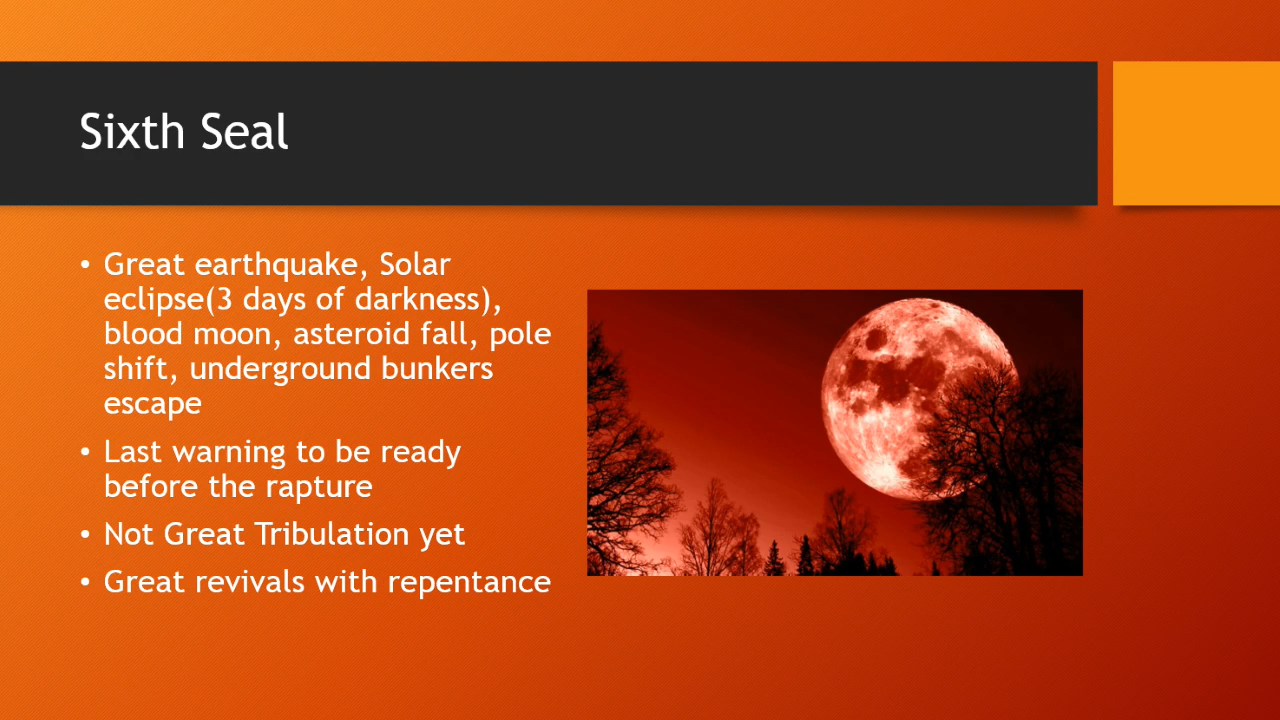 Sixth Seal
• Great earthquake, Solar
eclipse(3 days of darkness),
blood moon, asteroid fall, pole
shift, underground bunkers
escape
• Last warning to be ready
before the rapture
• Not Great Tribulation yet
• Great revivals with repentance